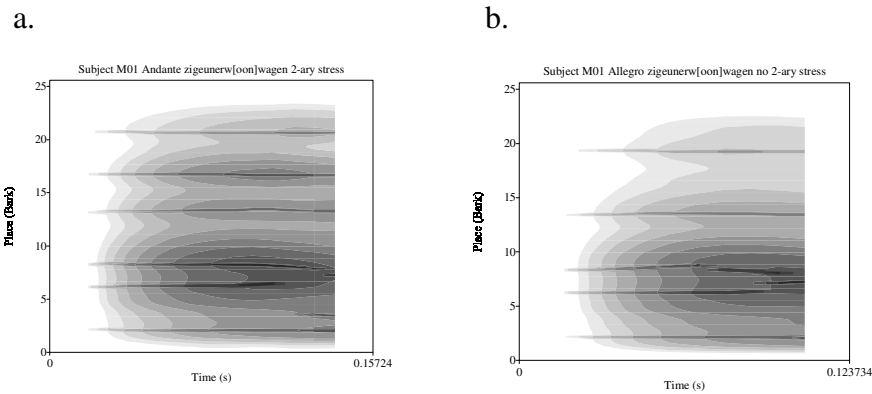 a.
Subject M01 Andante zigeunerw[oon]wagen 2-ary stress
25
20
15
10
5
0
Place (Bark)
0
0.15724
Time (s)
b.
Subject M01 Allegro zigeunerw[oon]wagen no 2-ary stress
25
20
15
10
5
0
Place (Bark)
0
0.123734
Time (s)